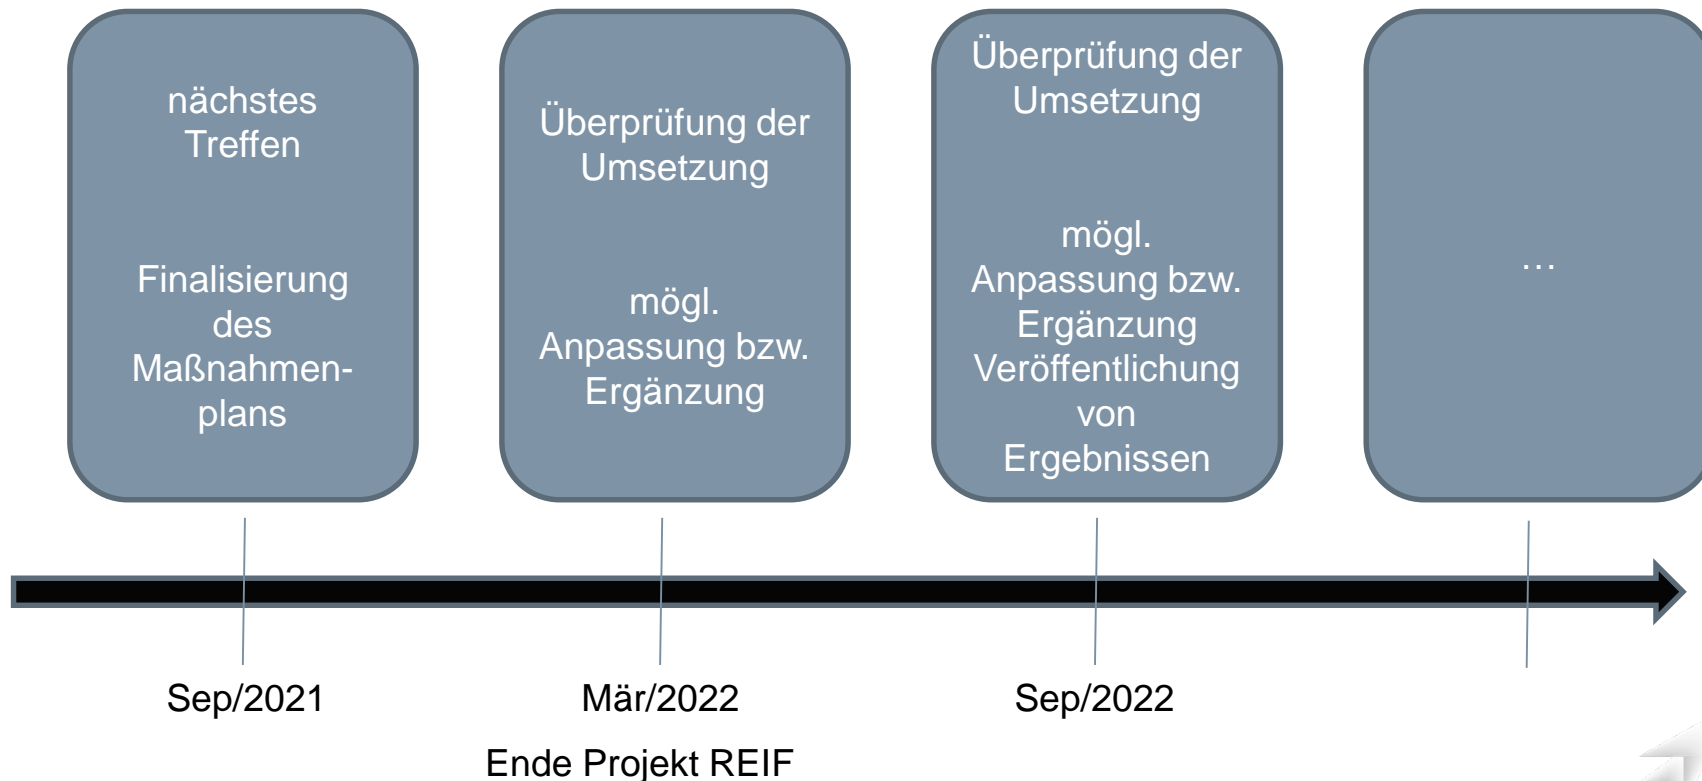 nächstes
Treffen
Finalisierung
des
Maßnahmen-
plans
Überprüfung der
Umsetzung
mögl.
Anpassung bzw.
Ergänzung
Überprüfung der
Umsetzung
mögl.
Anpassung bzw.
Ergänzung
Veröffentlichung
von
Ergebnissen
…
Sep/2021
Mär/2022
Sep/2022
Ende Projekt REIF